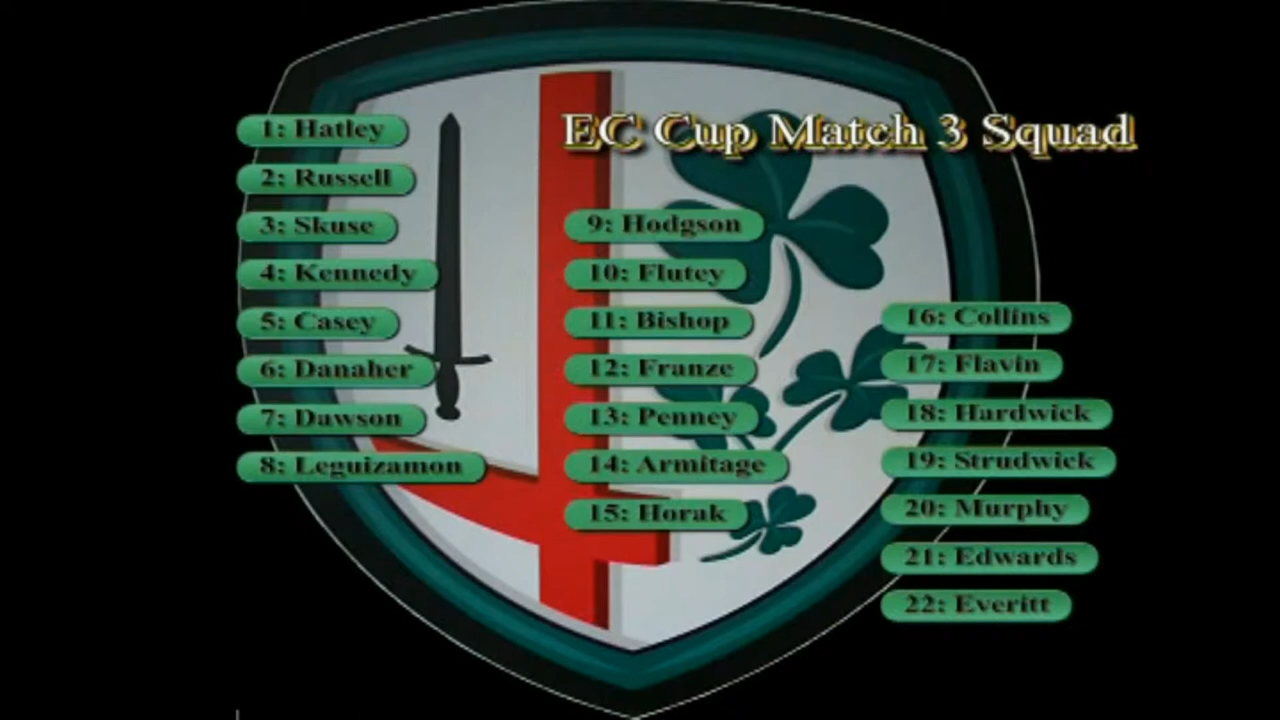 EC Cup Match 3 Squad
1: Hatley
2: Russell
3: Skuse
4: Kennedy
5: Casey
6: Danaher
7: Dawson
8: Leguizamon
9: Hodgson
10: Flutey
11: Bishop
12: Franze
13: Penney
14: Armitage
15: Horak
16: Collins
17: Flavin
18: Hardwick
19: Strudwick
20: Murphy
21: Edwards
22: Everitt